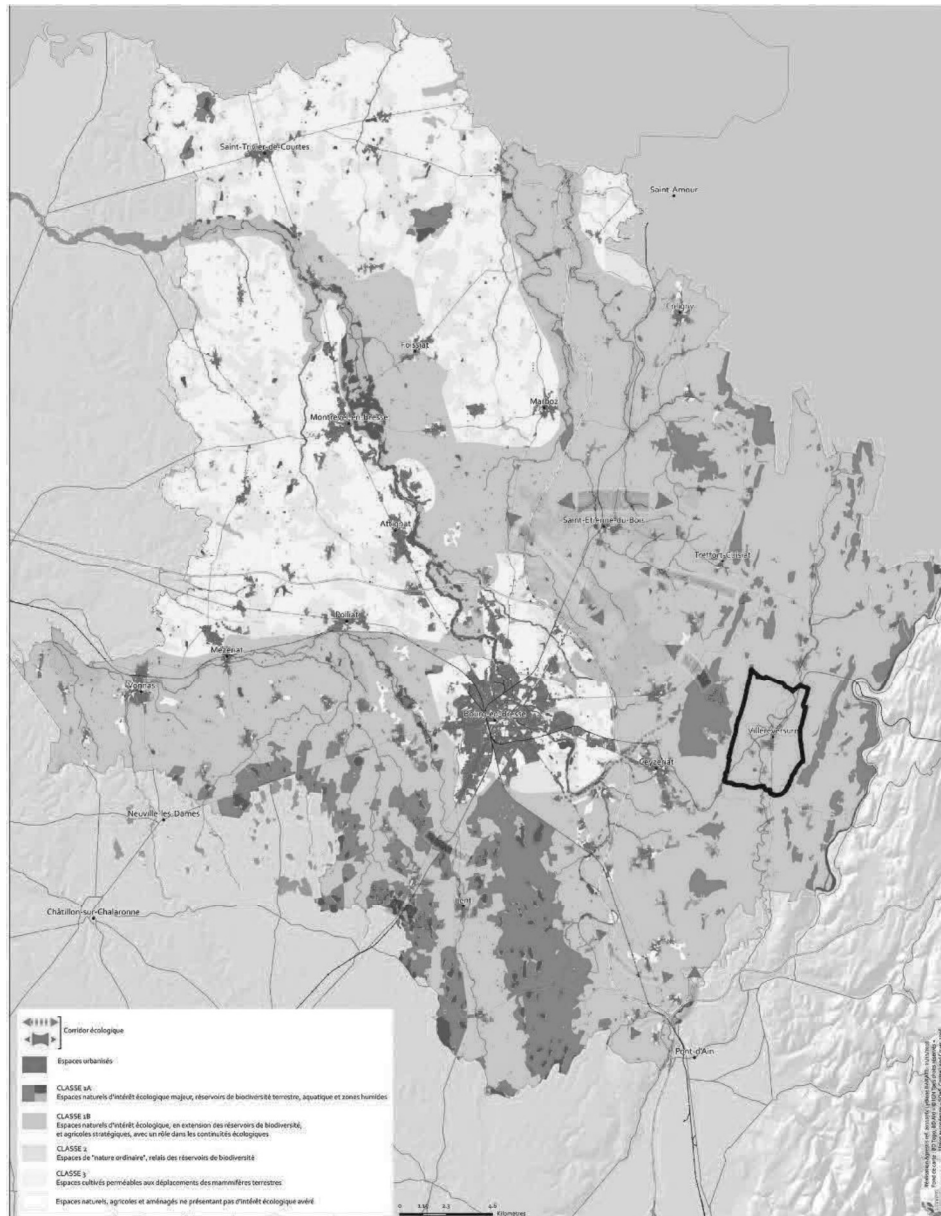 Saint-Trivier-de-Courtes
Saint Amour
Coligny
Foissiat
Marboz
Montrevel-en-Bresse
Saint-Etienne-du-Bois
Attignat
Treffort-Cuisiat
Polliat
Mézériat
Vonnas
Bourg-en-Bresse
Villereversure
Ceyzériat
Neuville-les-Dames
Châtillon-sur-Chalaronne
Pont-d'Ain
Corridor écologique
Espaces urbanisés
CLASSE 1A
Espaces naturels d'intérêt écologique majeur, réservoirs de biodiversité terrestre, aquatique et zones humides
CLASSE 1B
Espaces naturels d'intérêt écologique, en extension des réservoirs de biodiversité,
et agricoles stratégiques, avec un rôle dans les continuités écologiques
CLASSE 2
Espaces de "nature ordinaire", relais des réservoirs de biodiversité
CLASSE 3
Espaces cultivés perméables aux déplacements des mammifères terrestres
Espaces naturels, agricoles et aménagés ne présentant pas d'intérêt écologique avéré
Kilomètres